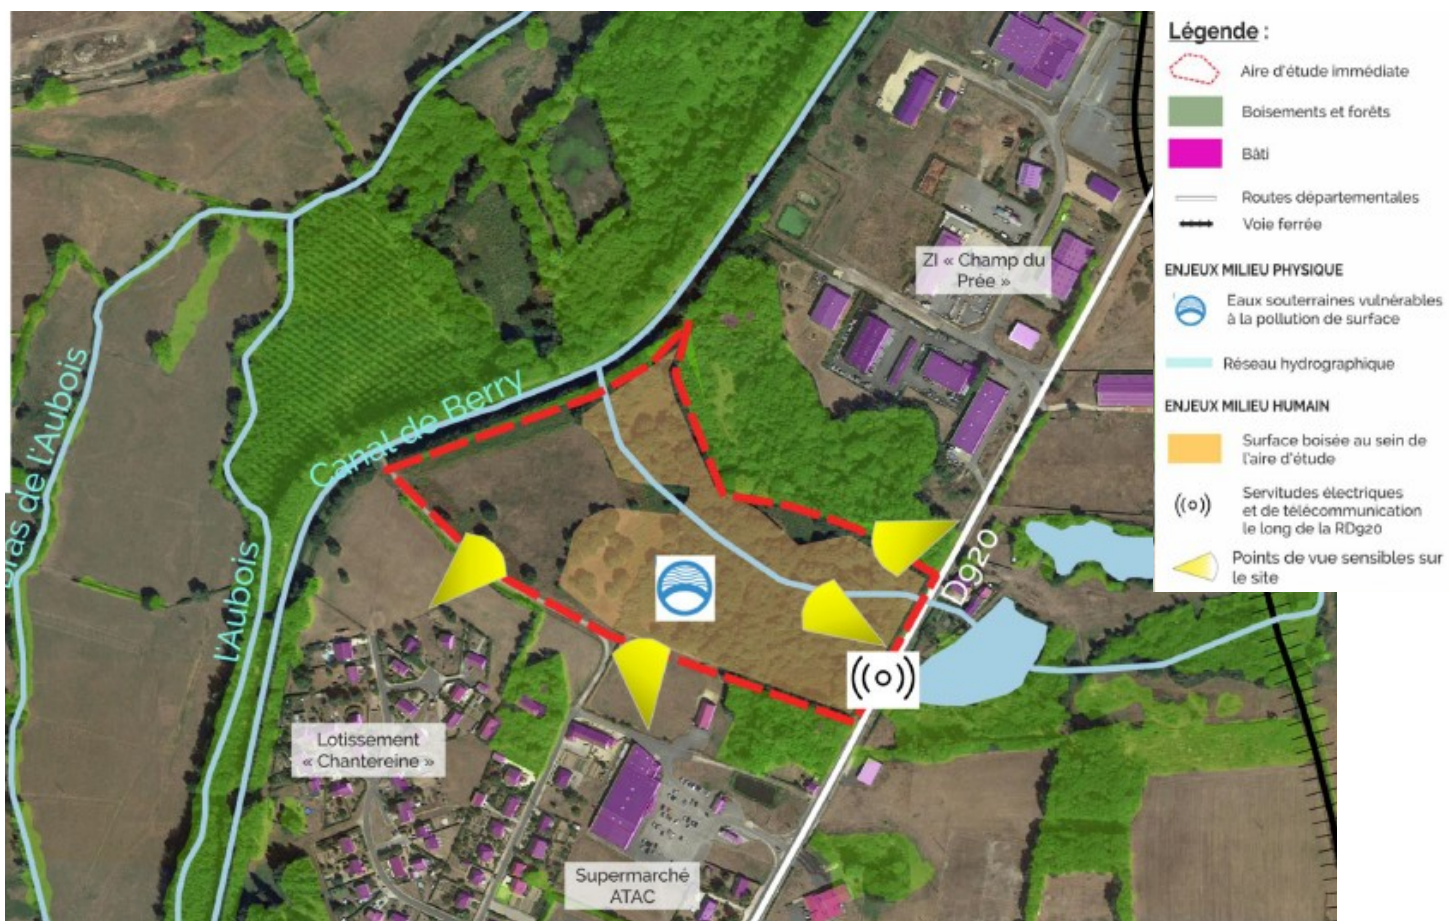 Légende :
Aire d'étude immédiate
Boisements et forêts
Bâti
Routes départementales
Voie ferrée
ENJEUX MILIEU PHYSIQUE
Eaux souterraines vulnérables
à la pollution de surface
Réseau hydrographique
ENJEUX MILIEU HUMAIN
Surface boisée au sein de
l'aire d'étude
Servitudes électriques
et de télécommunication
le long de la RD920
Points de vue sensibles sur
le site
ZI « Champ du
Prée »
Canal de Berry
Bras de l'Aubois
l'Aubois
D920
Lotissement
« Chantereine »
Supermarché
ATAC